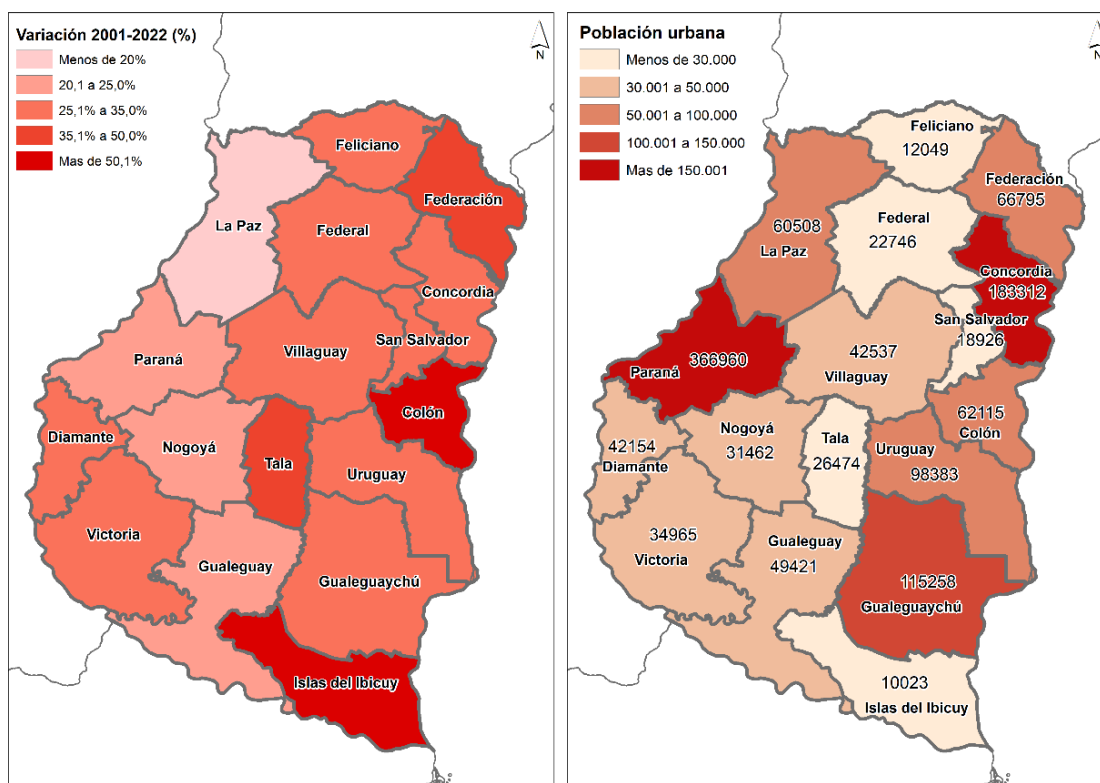 Variación 2001-2022 (%)
Menos de 20%
20,1 a 25,0%
25,1% a 35,0%
35,1% a 50,0%
Mas de 50,1%
N
Feliciano
Federación
La Paz
Federal
Concordia
San Salvador
Paraná
Villaguay
Colón
Diamante
Nogoyá
Tala
Uruguay
Victoria
Gualeguay
Gualeguaychú
Islas del Ibicuy
Población urbana
Menos de 30.000
30.001 a 50.000
50.001 a 100.000
100.001 a 150.000
Mas de 150.001
N
Feliciano
12049
Federación
66795
60508
La Paz
Federal
22746
Concordia
183312
San Salvador
18926
Paraná
366960
42537
Villaguay
62115
Colón
42154
Diamante
Nogoyá
31462
Tala
26474
Uruguay
98383
34965
Victoria
Gualeguay
49421
115258
Gualeguaychú
10023
Islas del Ibicuy